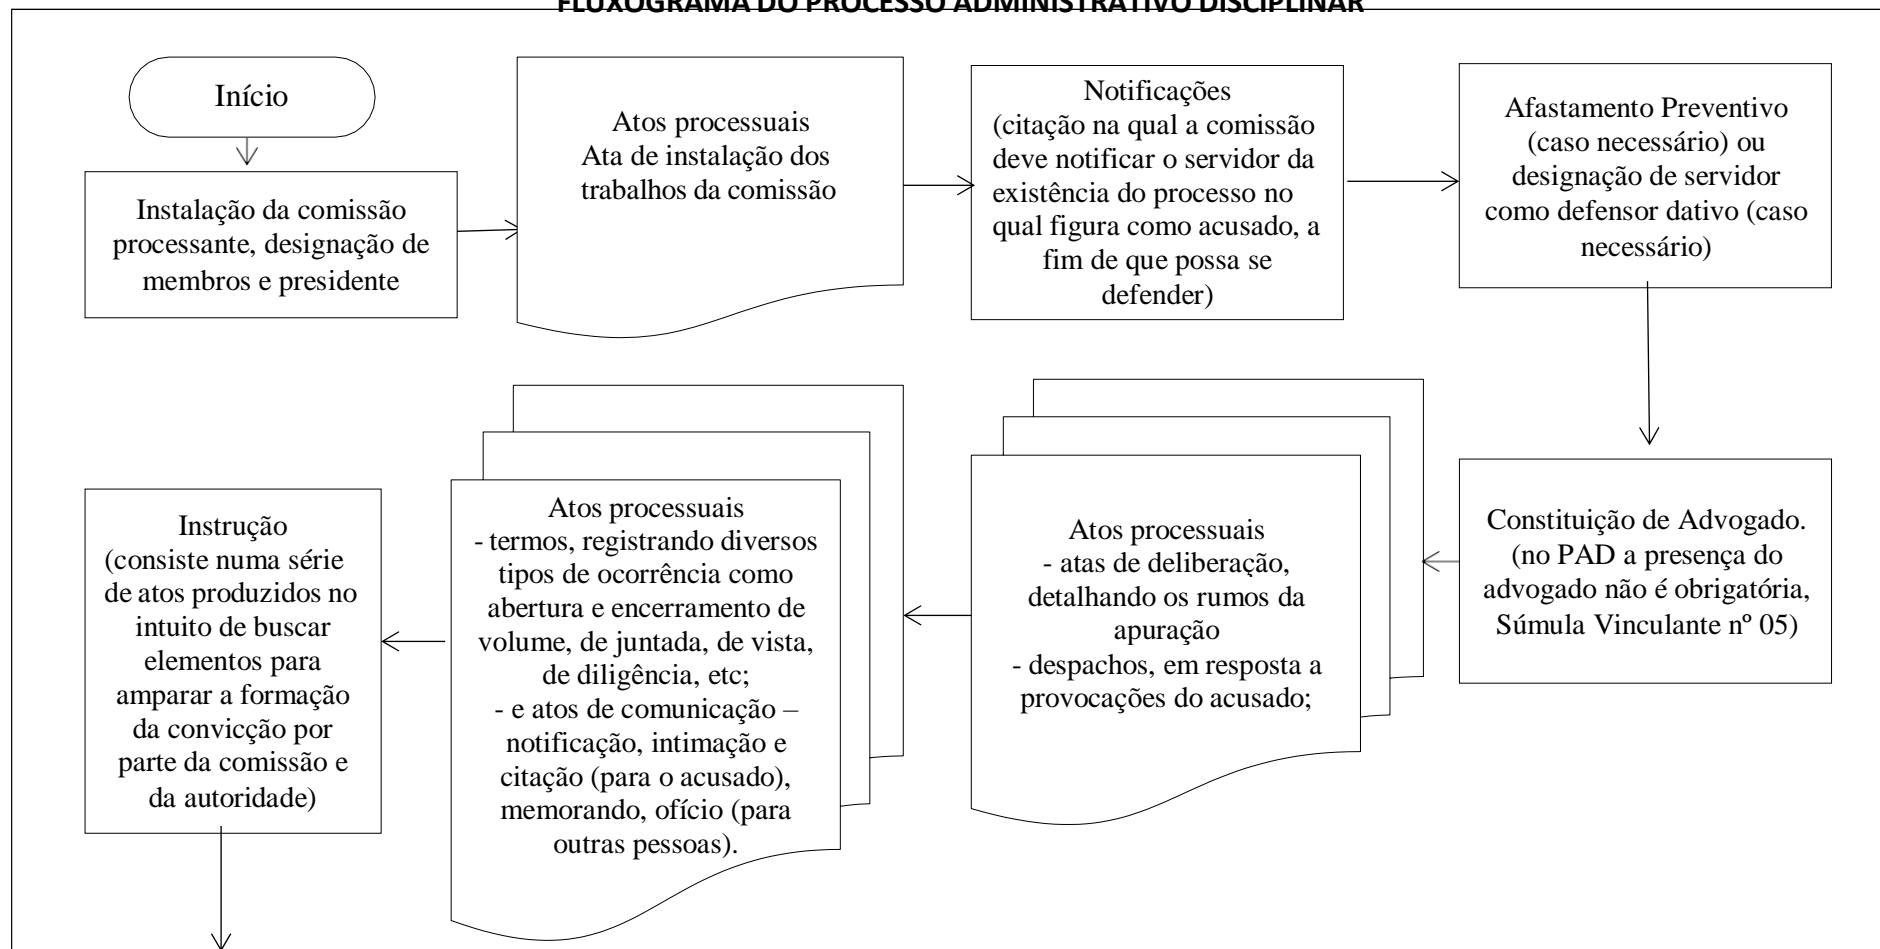 FLUXOGRAMA DO PROCESSO ADMINISTRATIVO DISCIPLINAR
Início
Instalação da comissão
processante, designação de
membros e presidente
Atos processuais
Ata de instalação dos
trabalhos da comissão
Notificações
(citação na qual a comissão
deve notificar o servidor da
existência do processo no
qual figura como acusado, a
fim de que possa se
defender)
Afastamento Preventivo
(caso necessário) ou
designação de servidor
como defensor dativo (caso
necessário)
Constituição de Advogado.
(no PAD a presença do
advogado não é obrigatória,
Súmula Vinculante nº 05)
Atos processuais
- atas de deliberação,
detalhando os rumos da
apuração
- despachos, em resposta a
provocações do acusado;
Atos processuais
- termos, registrando diversos
tipos de ocorrência como
abertura e encerramento de
volume, de juntada, de vista,
de diligência, etc;
- e atos de comunicação –
notificação, intimação e
citação (para o acusado),
memorando, ofício (para
outras pessoas).
Instrução
(consiste numa série
de atos produzidos no
intuito de buscar
elementos para
amparar a formação
da convicção por
parte da comissão e
da autoridade)